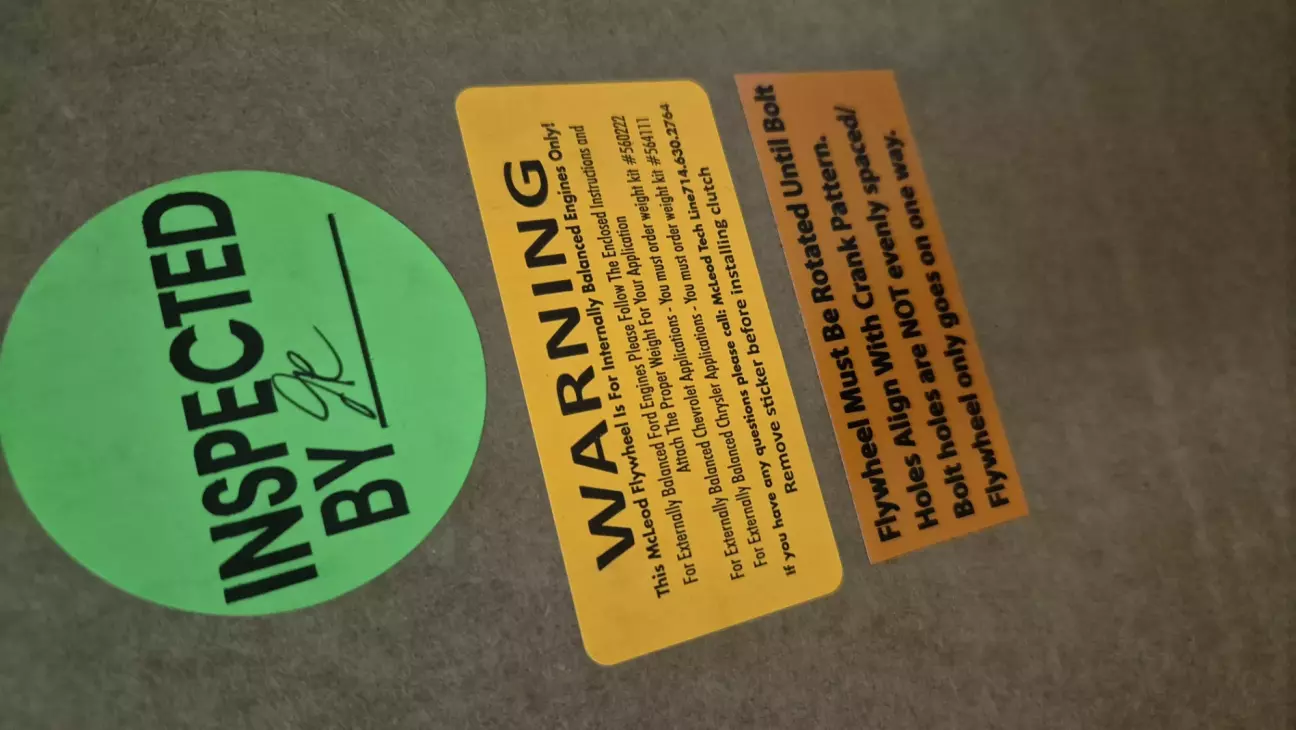 INSPECTED
BY
WARNING
This McLeod Flywheel Is For Internally Balanced Engines Only!
For Externally Balanced Ford Engines Please Follow The Enclosed Instructions and
Attach The Proper Weight For Your Application
For Externally Balanced Chevrolet Applications - You must order weight kit #560222
For Externally Balanced Chrysler Applications - You must order weight kit #564111
If you have any questions please call: McLeod Tech Line714.630.2764
Remove sticker before installing clutch
Flywheel Must Be Rotated Until Bolt
Holes Align With Crank Pattern.
Bolt holes are NOT evenly spaced/
Flywheel only goes on one way.